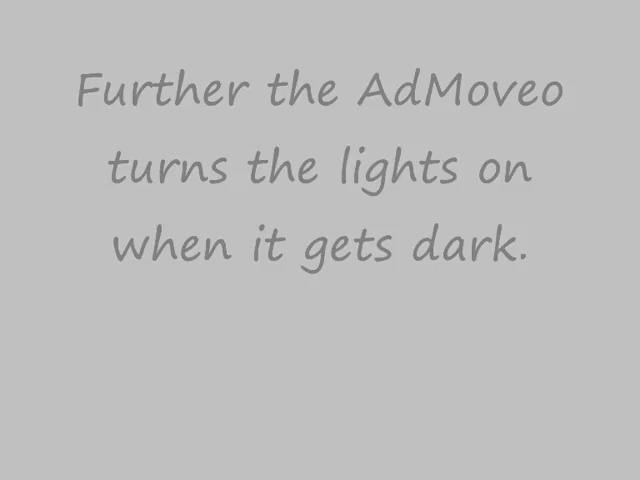 Further the AdMoveo
turns the lights on
when it gets dark.